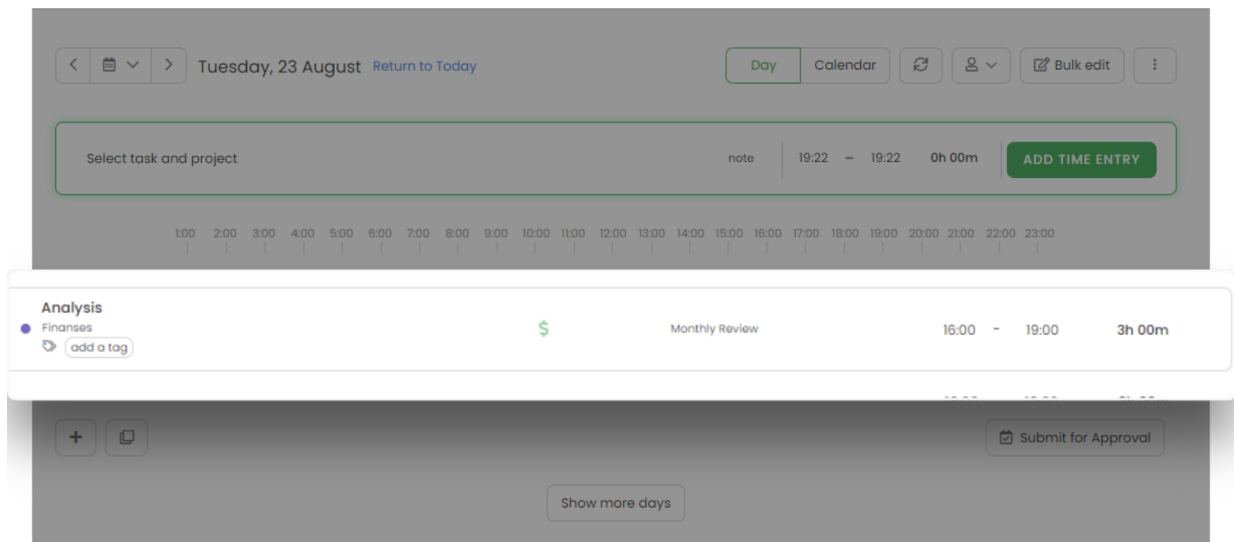 Tuesday, 23 August Return to Today Day Calendar Bulk edit
Select task and project note 19:22 – 19:22 0h 00m ADD TIME ENTRY
1:00 2:00 3:00 4:00 5:00 6:00 7:00 8:00 9:00 10:00 11:00 12:00 13:00 14:00 15:00 16:00 17:00 18:00 19:00 20:00 21:00 22:00 23:00
Analysis
Finanses $ Monthly Review 16:00 - 19:00 3h 00m
add a tag
+ Submit for Approval
Show more days